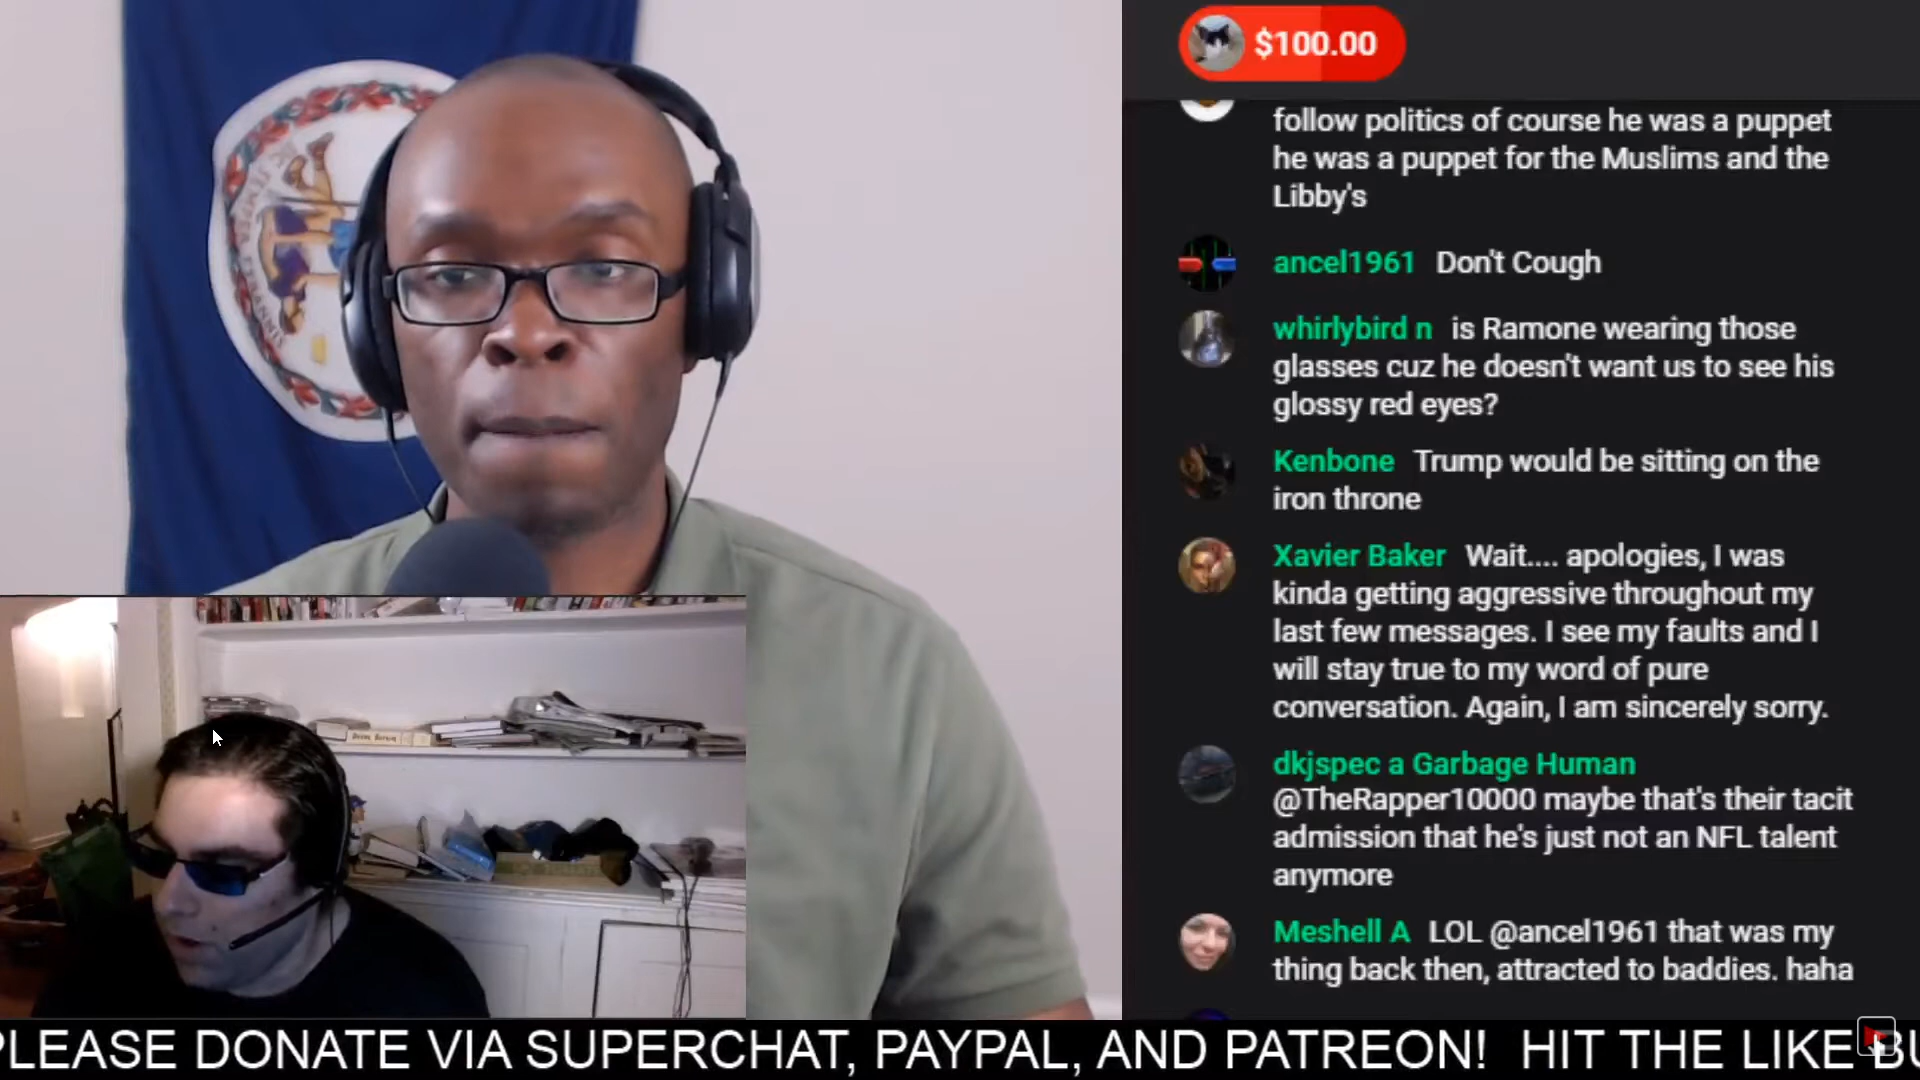 $100.00
follow politics of course he was a puppet
he was a puppet for the Muslims and the
Libby's
ancel1961 Don't Cough
whirlybird n is Ramone wearing those
glasses cuz he doesn't want us to see his
glossy red eyes?
Kenbone Trump would be sitting on the
iron throne
Xavier Baker Wait.... apologies, I was
kinda getting aggressive throughout my
last few messages. I see my faults and I
will stay true to my word of pure
conversation. Again, I am sincerely sorry.
dkjspec a Garbage Human
@TheRapper10000 maybe that's their tacit
admission that he's just not an NFL talent
anymore
Meshell A LOL @ancel1961 that was my
thing back then, attracted to baddies. haha
PLEASE DONATE VIA SUPERCHAT, PAYPAL, AND PATREON! HIT THE LIKE BU